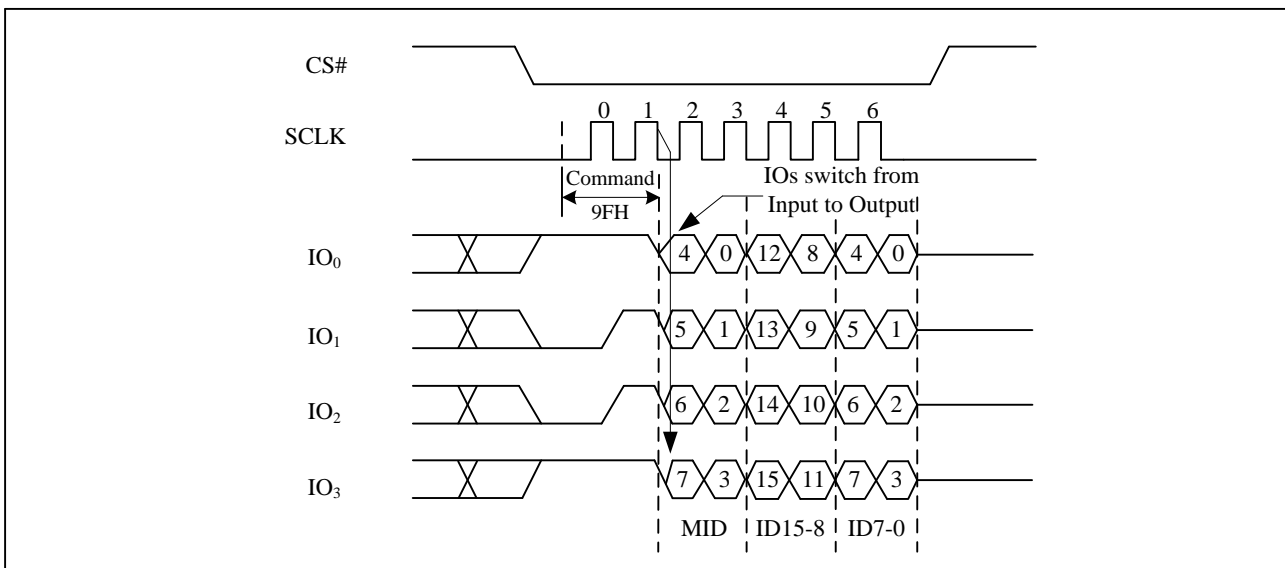 CS#
0 1 2 3 4 5 6
SCLK
Command
9FH
IOs switch from
Input to Output
IO0 4 0 12 8 4 0
IO1 5 1 13 9 5 1
IO2 6 2 14 10 6 2
IO3 7 3 15 11 7 3
MID ID15-8 ID7-0